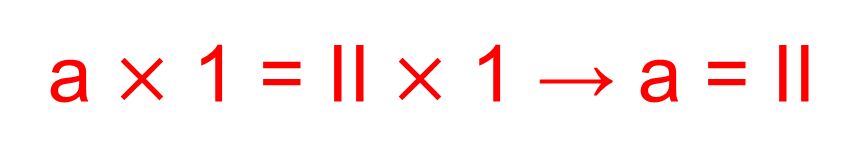 a × 1 = II × 1 → a = II